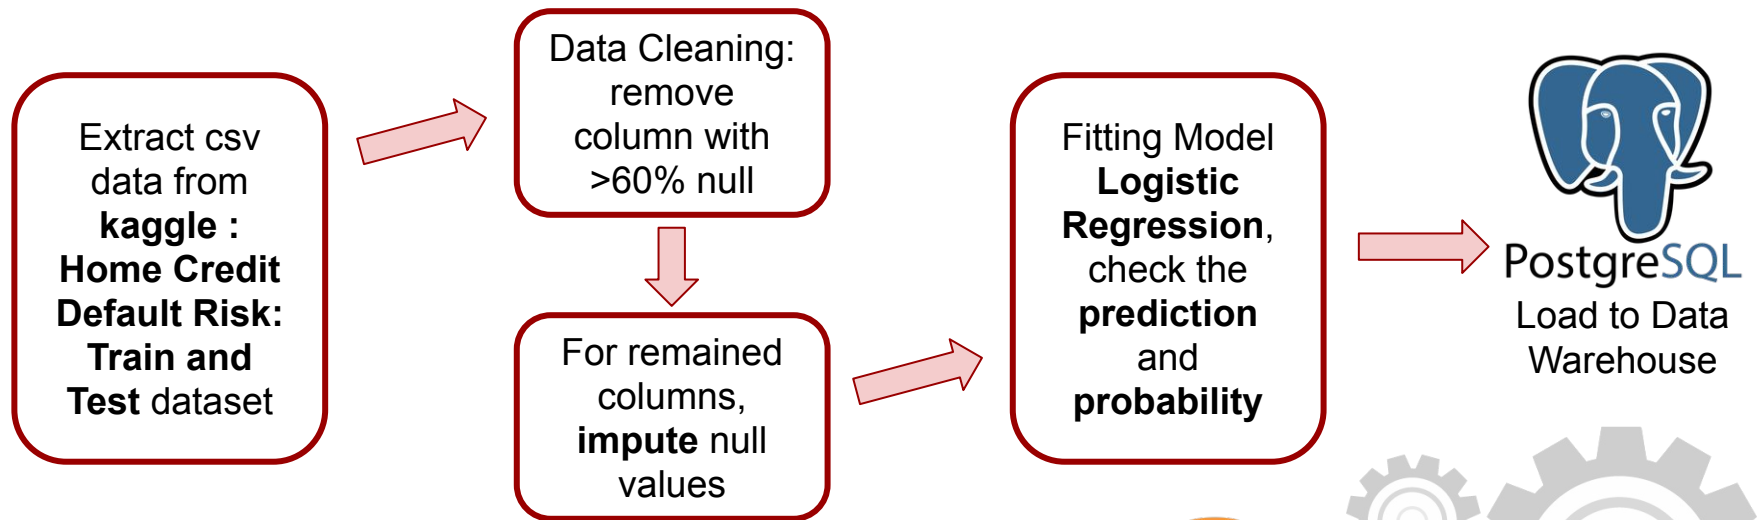 Extract csv
data from
kaggle :
Home Credit
Default Risk:
Train and
Test dataset
Data Cleaning:
remove
column with
>60% null
For remained
columns,
impute null
values
Fitting Model
Logistic
Regression,
check the
prediction
and
probability
PostgreSQL
Load to Data
Warehouse